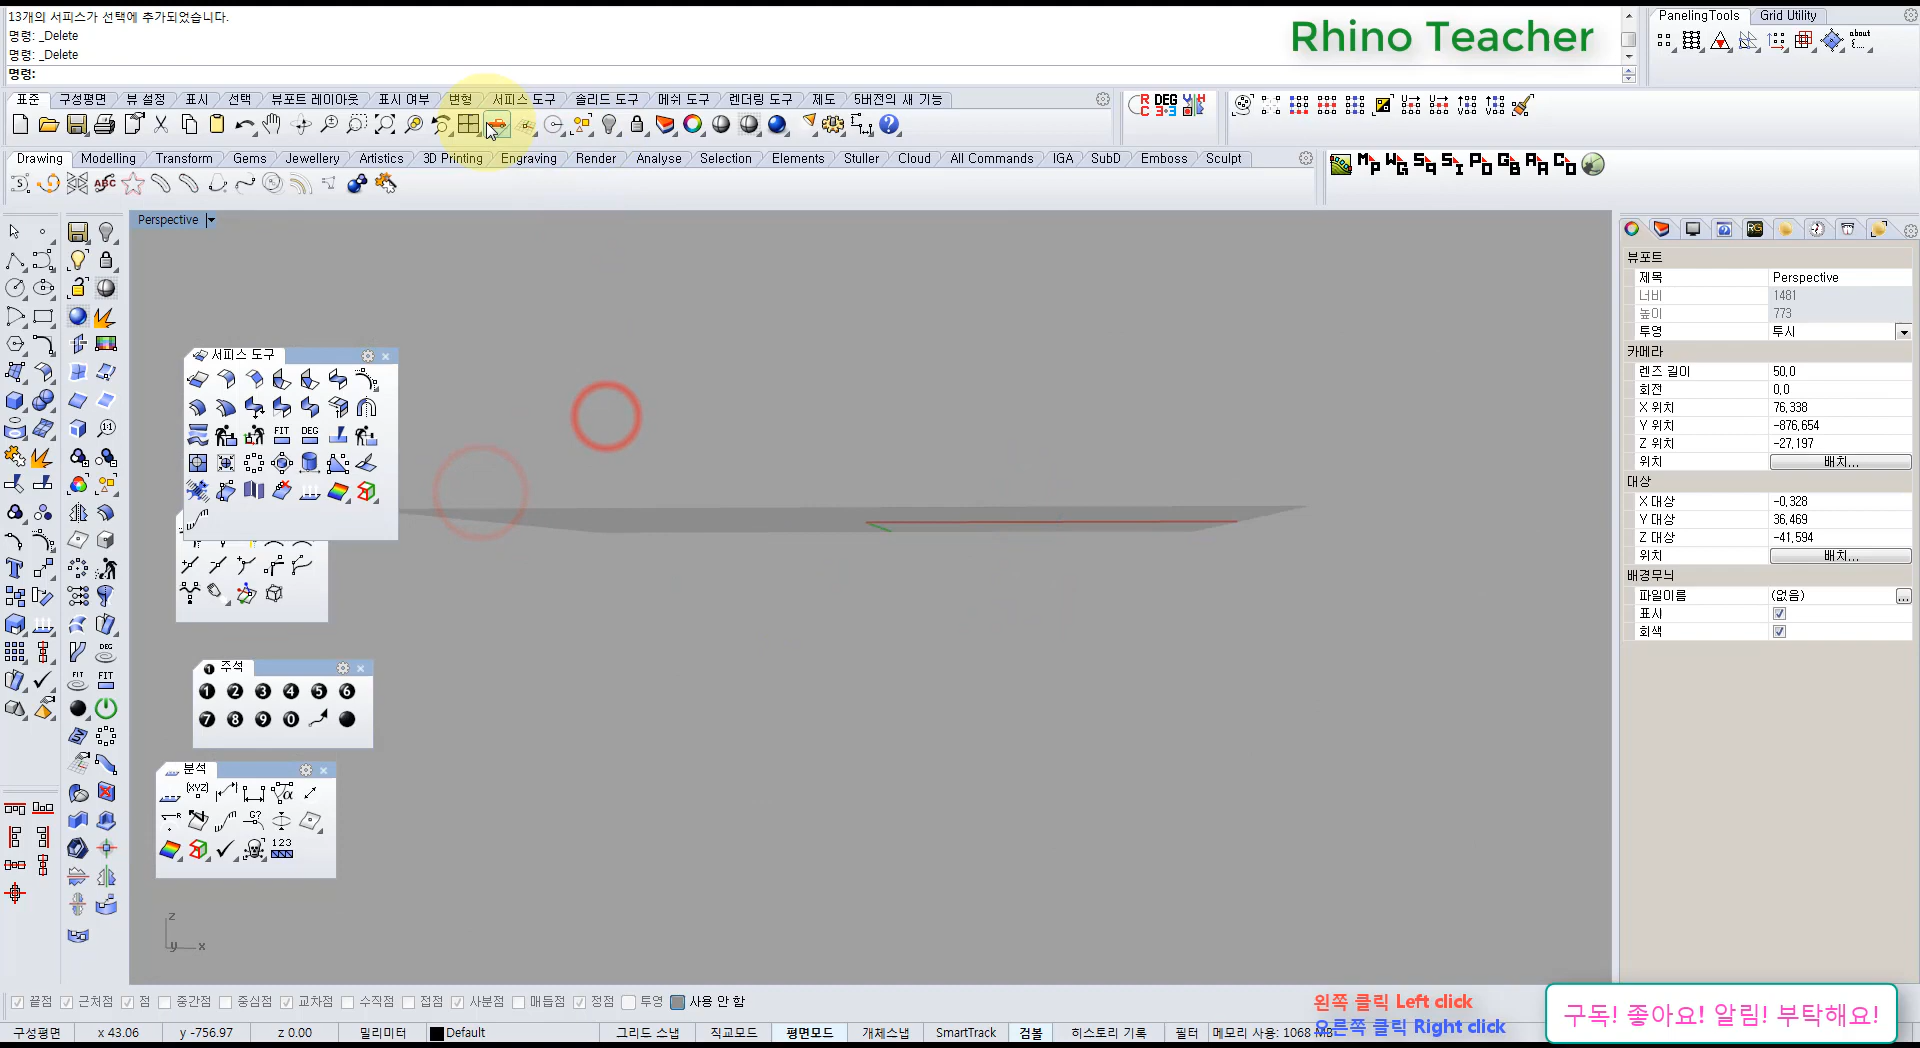 13개의 서피스가 선택에 추가되었습니다.
명령: _Delete
명령: _Delete
명령:
Rhino Teacher
PanelingTools Grid Utility
about
표준 구성평면 뷰 설정 표시 선택 뷰포트 레이아웃 표시 여부 변형 서피스 도구 솔리드 도구 메쉬 도구 렌더링 도구 제도 5버전의 새 기능
Drawing Modelling Transform Gems Jewellery Artistics 3D Printing Engraving Render Analyse Selection Elements Stuller Cloud All Commands IGA SubD Emboss Sculpt
Perspective
서피스 도구
FIT DEG
주석
1 2 3 4 5 6
7 8 9 0
분석
뷰포트
제목 Perspective
너비 1481
높이 773
투영 투시
카메라
렌즈 길이 50,0
회전 0,0
X 위치 76,338
Y 위치 -876,654
Z 위치 -27,197
위치 배치...
대상
X 대상 -0,328
Y 대상 36,469
Z 대상 -41,594
위치 배치...
배경무늬
파일이름 (없음)
표시
회색
z
y x
끝점 근처점 점 중간점 중심점 교차점 수직점 접점 사분점 매듭점 정점 투영 사용 안 함
왼쪽 클릭 Left click
오른쪽 클릭 Right click
구독! 좋아요! 알림! 부탁해요!
구성평면 x 43.06 y -756.97 z 0.00 밀리미터 Default 그리드 스냅 직교모드 평면모드 개체스냅 SmartTrack 검볼 히스토리 기록 필터 메모리 사용: 1068 MB